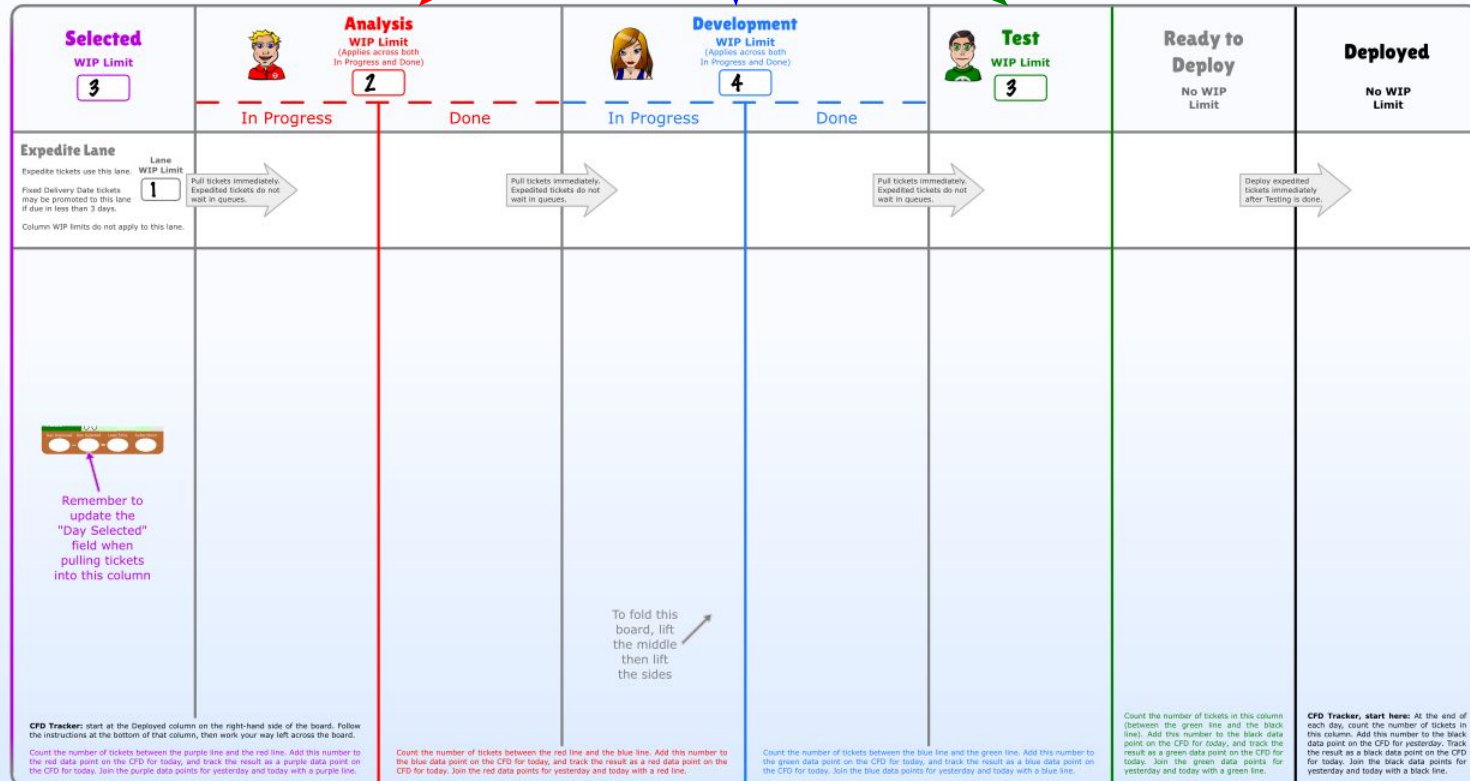 Selected
WIP Limit
3
Analysis
WIP Limit
(Applies across both
In Progress and Done)
2
In Progress
Done
Development
WIP Limit
(Applies across both
In Progress and Done)
4
In Progress
Done
Test
WIP Limit
3
Ready to
Deploy
No WIP
Limit
Deployed
No WIP
Limit
Expedite Lane
Expedite tickets use this lane.
Fixed Delivery Date tickets
may be promoted to this lane
if due in less than 3 days.
Column WIP limits do not apply to this lane.
Lane
WIP Limit
1
Pull tickets immediately.
Expedited tickets do not
wait in queues.
Pull tickets immediately.
Expedited tickets do not
wait in queues.
Pull tickets immediately.
Expedited tickets do not
wait in queues.
Deploy expedited
tickets immediately
after Testing is done.
Remember to
update the
"Day Selected"
field when
pulling tickets
into this column
To fold this
board, lift
the middle
then lift
the sides
CFD Tracker: start at the Deployed column on the right-hand side of the board. Follow
the instructions at the bottom of that column, then work your way left across the board.
Count the number of tickets between the purple line and the red line. Add this number to
the red data point on the CFD for today, and track the result as a purple data point on
the CFD for today. Join the purple data points for yesterday and today with a purple line.
Count the number of tickets between the red line and the blue line. Add this number to
the blue data point on the CFD for today, and track the result as a red data point on the
CFD for today. Join the red data points for yesterday and today with a red line.
Count the number of tickets between the blue line and the green line. Add this number to
the green data point on the CFD for today, and track the result as a blue data point on
the CFD for today. Join the blue data points for yesterday and today with a blue line.
Count the number of tickets in this column
(between the green line and the black
line). Add this number to the black data
point on the CFD for today, and track the
result as a green data point on the CFD for
today. Join the green data points for
yesterday and today with a green line.
CFD Tracker, start here: At the end of
each day, count the number of tickets in
this column. Add this number to the black
data point on the CFD for yesterday. Track
the result as a black data point on the CFD
for today. Join the black data points for
yesterday and today with a black line.